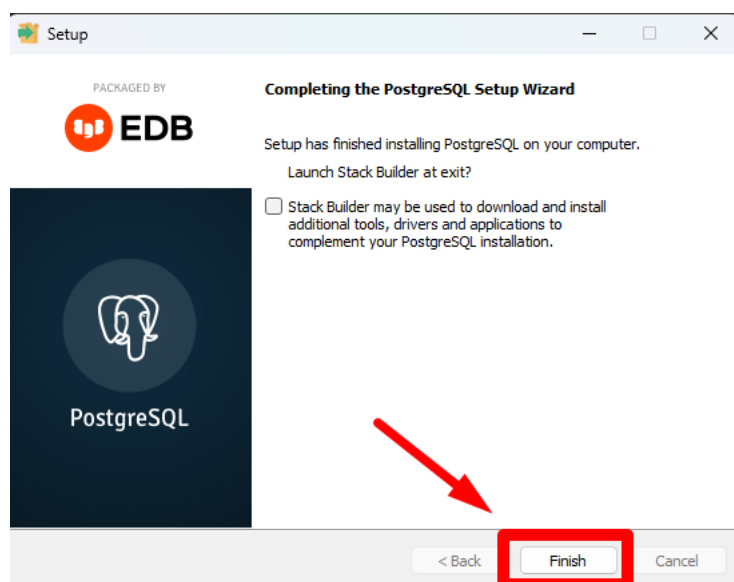 Setup
PACKAGED BY
EDB
Completing the PostgreSQL Setup Wizard
Setup has finished installing PostgreSQL on your computer.
Launch Stack Builder at exit?
Stack Builder may be used to download and install
additional tools, drivers and applications to
complement your PostgreSQL installation.
PostgreSQL
< Back
Finish
Cancel